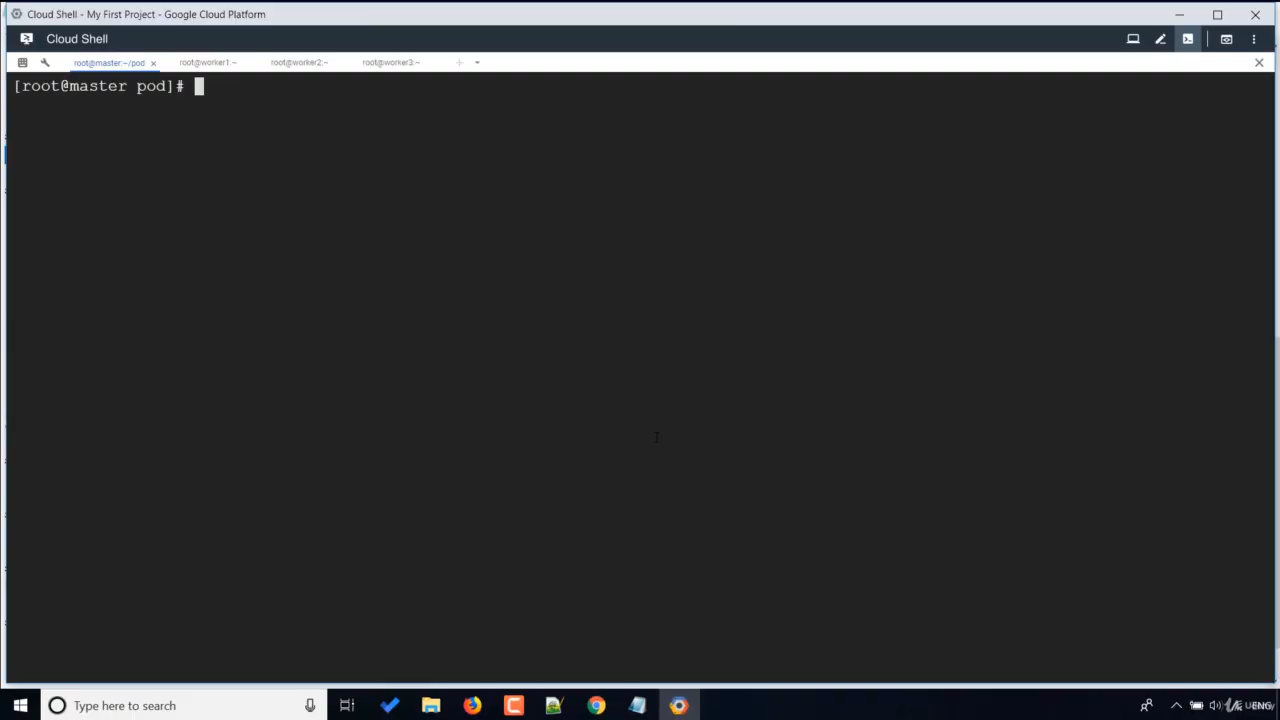 Cloud Shell - My First Project - Google Cloud Platform
Cloud Shell
root@master:~/pod
root@worker1:~
root@worker2:~
root@worker3:~
[root@master pod]#
Type here to search
ENG